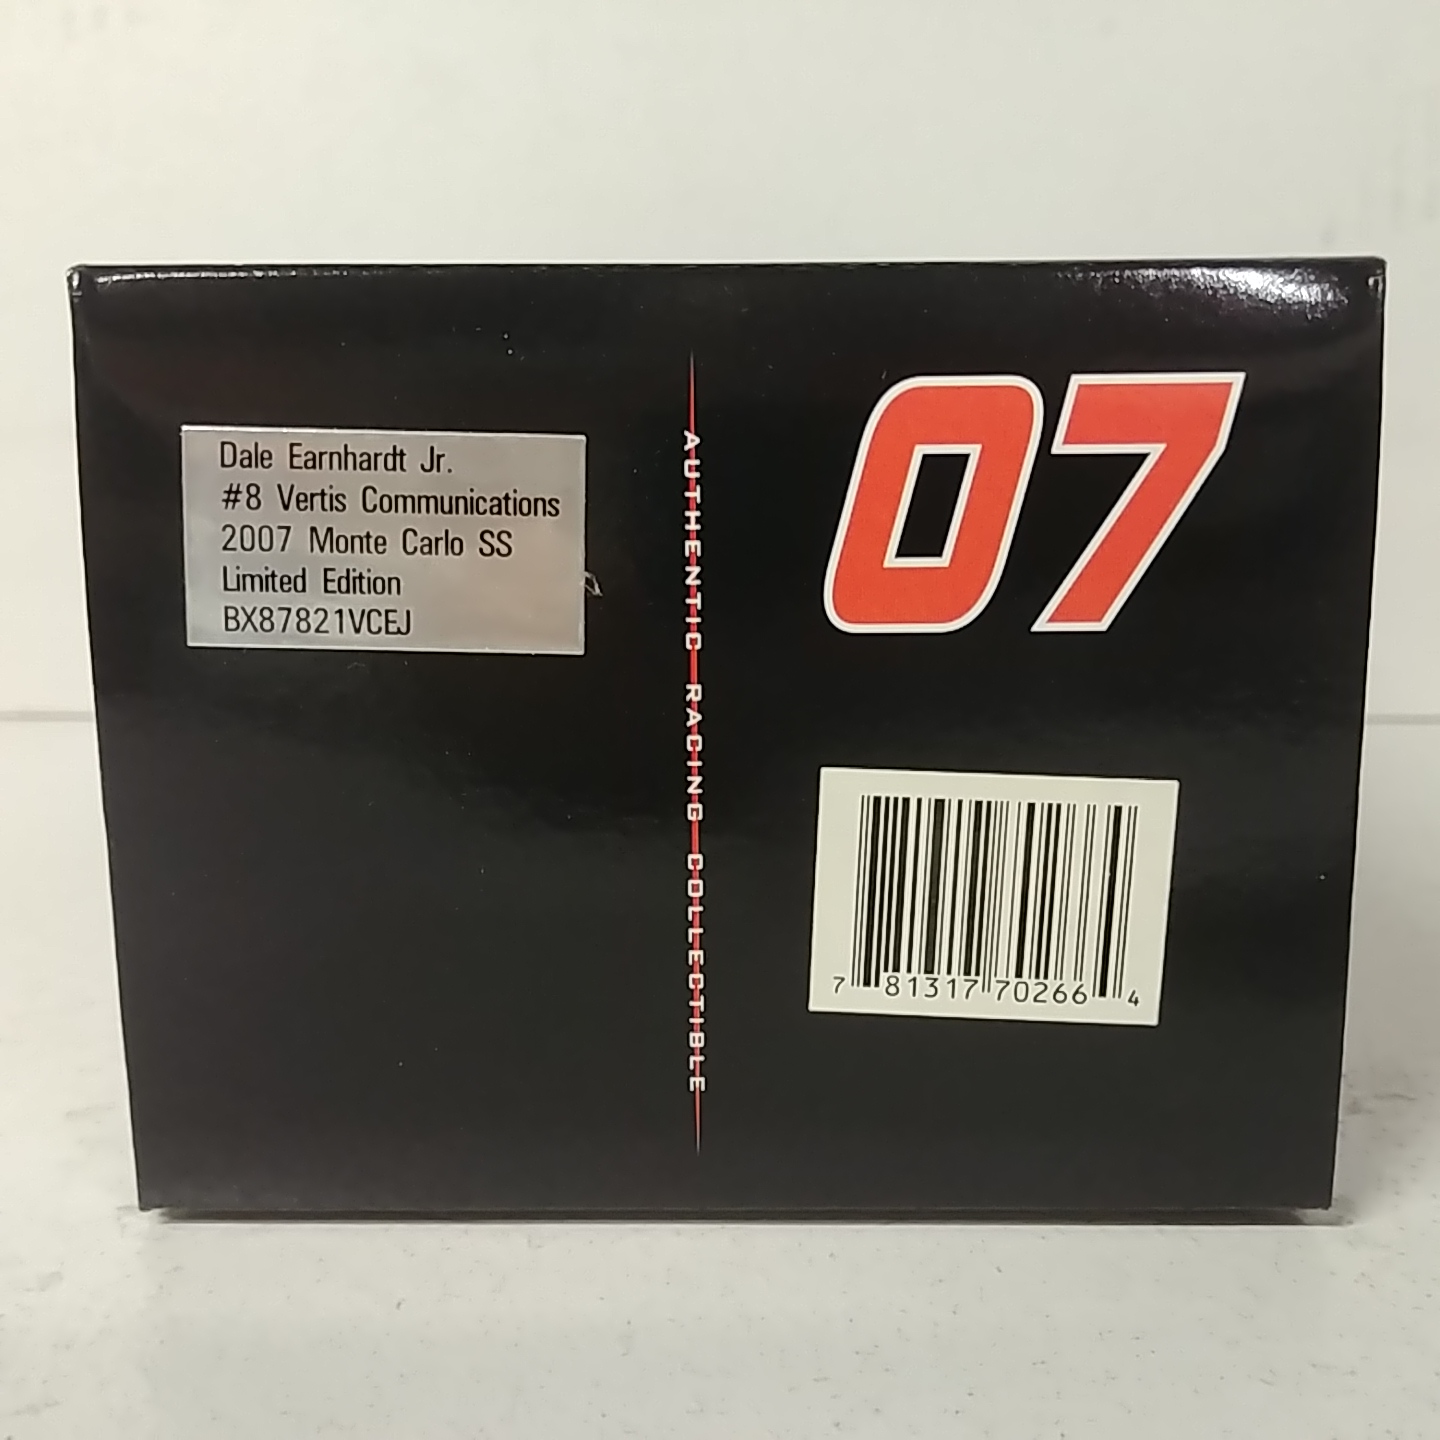 Dale Earnhardt Jr.
#8 Vertis Communications
2007 Monte Carlo SS
Limited Edition
BX87821VCEJ
AUTHENTIC RACING COLLECTIBLE
07
7 81317 70266 4